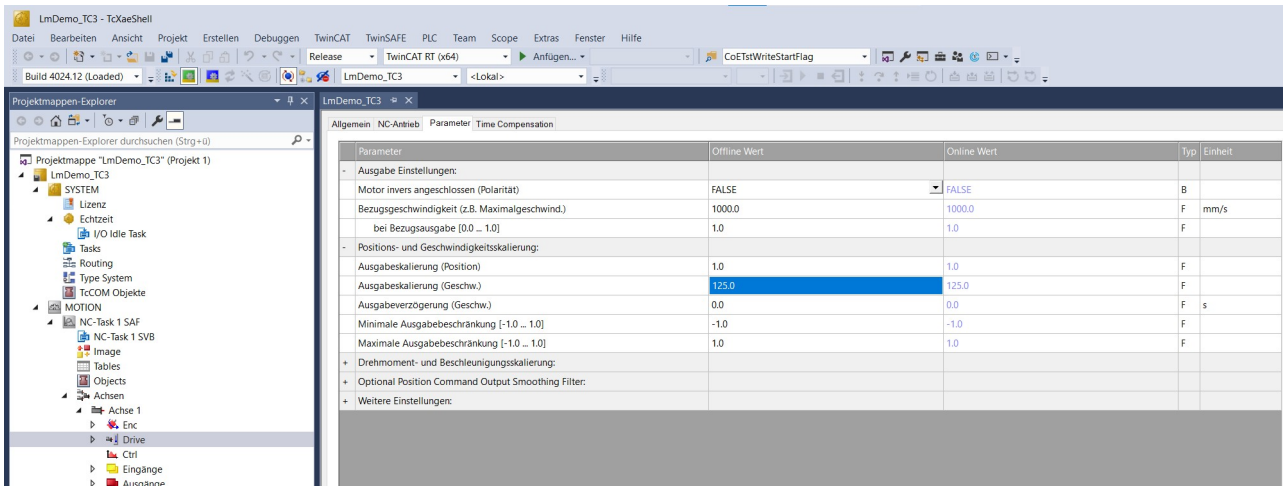 LmDemo_TC3 - TcXaeShell
Datei Bearbeiten Ansicht Projekt Erstellen Debuggen TwinCAT TwinSAFE PLC Team Scope Extras Fenster Hilfe
Release TwinCAT RT (x64) Anfügen... CoETstWriteStartFlag
Build 4024.12 (Loaded) LmDemo_TC3 <Lokal>
Projektmappen-Explorer
LmDemo_TC3
Allgemein NC-Antrieb Parameter Time Compensation
Projektmappen-Explorer durchsuchen (Strg+ü)
Projektmappe "LmDemo_TC3" (Projekt 1)
LmDemo_TC3
SYSTEM
Lizenz
Echtzeit
I/O Idle Task
Tasks
Routing
Type System
TcCOM Objekte
MOTION
NC-Task 1 SAF
NC-Task 1 SVB
Image
Tables
Objects
Achsen
Achse 1
Enc
Drive
Ctrl
Eingänge
Ausgänge
Parameter Offline Wert Online Wert Typ Einheit
- Ausgabe Einstellungen:
Motor invers angeschlossen (Polarität) FALSE FALSE B
Bezugsgeschwindigkeit (z.B. Maximalgeschwind.) 1000.0 1000.0 F mm/s
bei Bezugsausgabe [0.0 ... 1.0] 1.0 1.0 F
- Positions- und Geschwindigkeitsskalierung:
Ausgabeskalierung (Position) 1.0 1.0 F
Ausgabeskalierung (Geschw.) 125.0 125.0 F
Ausgabeverzögerung (Geschw.) 0.0 0.0 F s
Minimale Ausgabebeschränkung [-1.0 ... 1.0] -1.0 -1.0 F
Maximale Ausgabebeschränkung [-1.0 ... 1.0] 1.0 1.0 F
+ Drehmoment- und Beschleunigungsskalierung:
+ Optional Position Command Output Smoothing Filter:
+ Weitere Einstellungen: